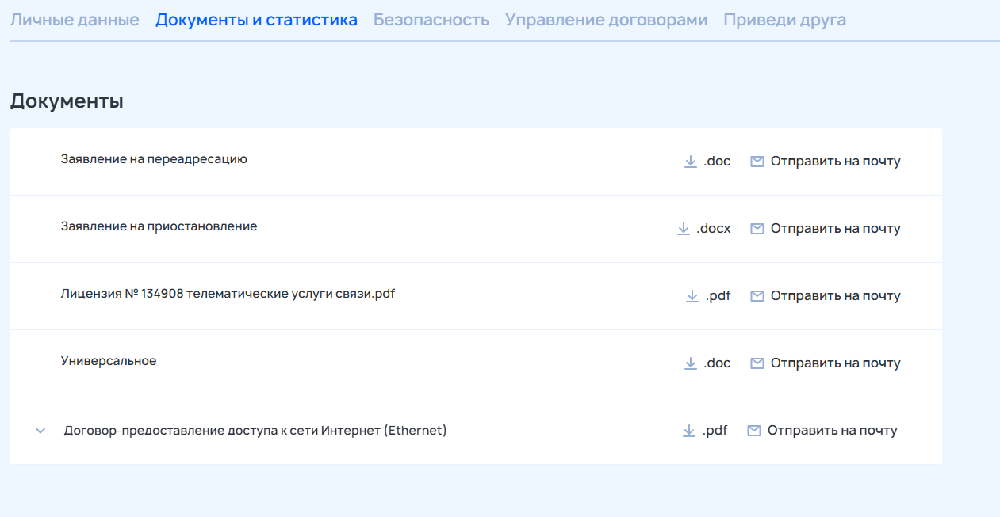 Личные данные Документы и статистика Безопасность Управление договорами Приведи друга
Документы
Заявление на переадресацию .doc Отправить на почту
Заявление на приостановление .docx Отправить на почту
Лицензия № 134908 телематические услуги связи.pdf .pdf Отправить на почту
Универсальное .doc Отправить на почту
Договор-предоставление доступа к сети Интернет (Ethernet) .pdf Отправить на почту